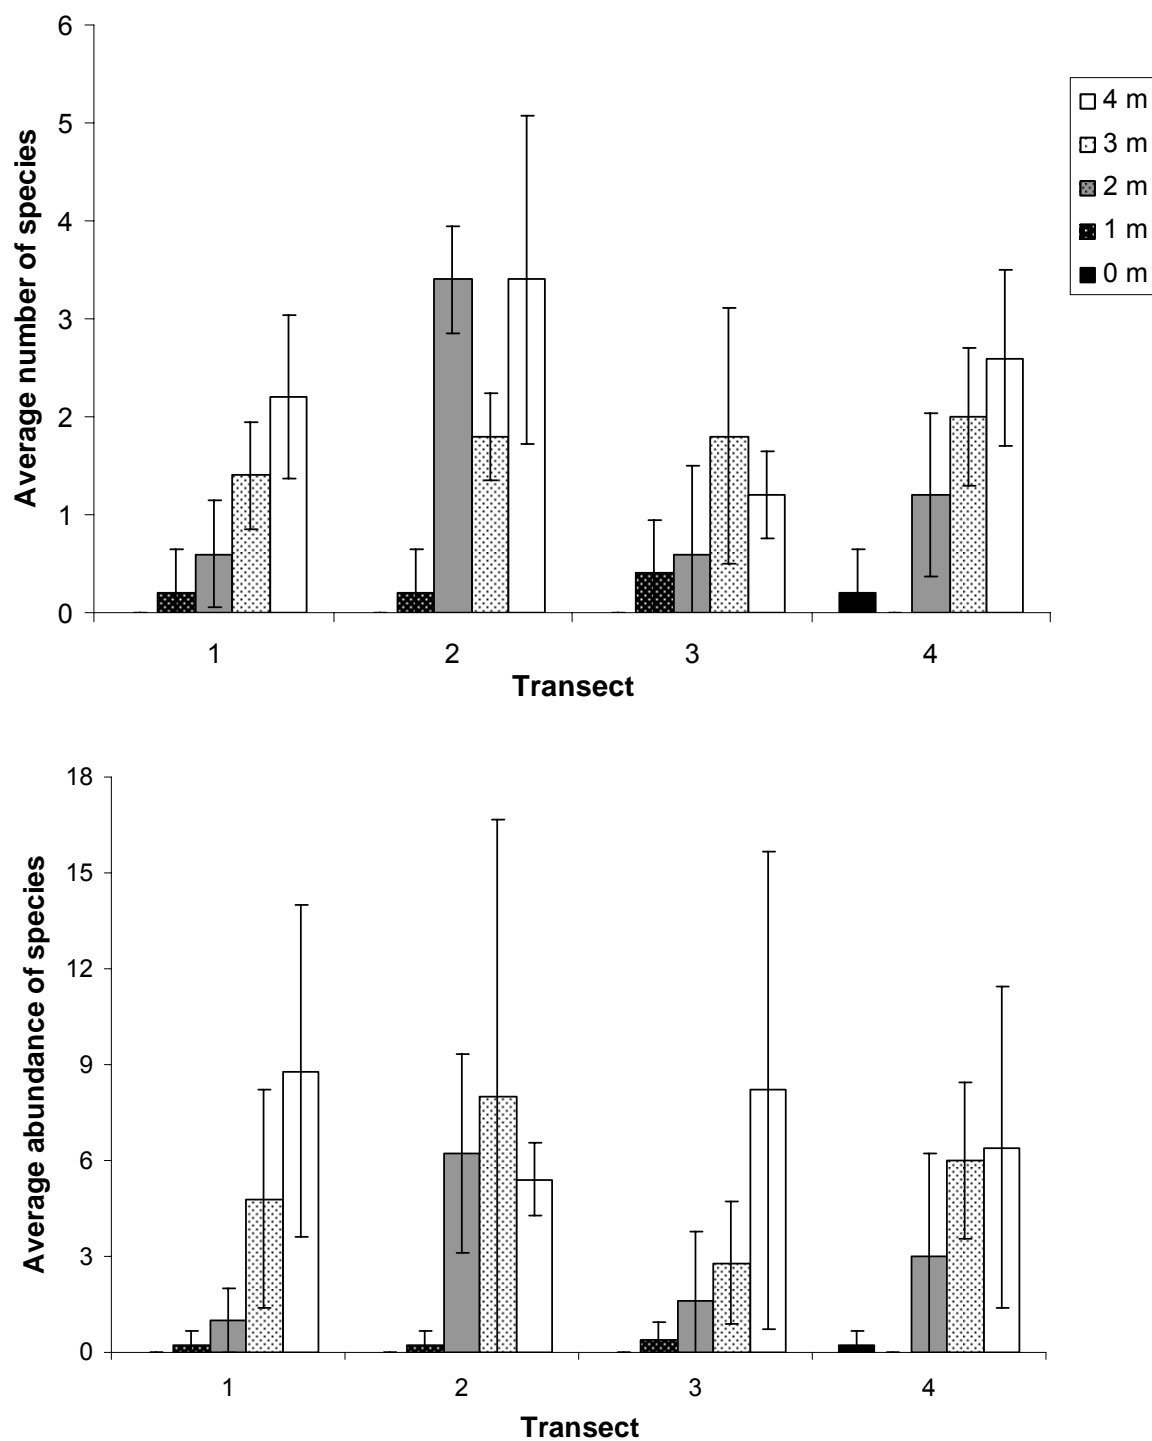 6
5
4
3
2
1
0
Average number of species
1 2 3 4
Transect
4 m
3 m
2 m
1 m
0 m
18
15
12
9
6
3
0
Average abundance of species
1 2 3 4
Transect